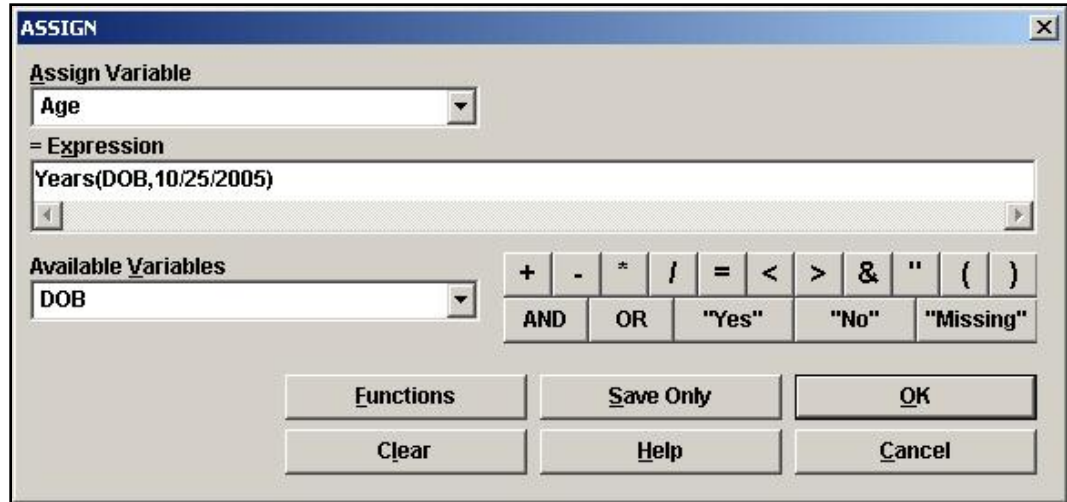 ASSIGN
Assign Variable
Age
= Expression
Years(DOB,10/25/2005)
Available Variables
DOB
+ - * / = < > & " ( )
AND OR "Yes" "No" "Missing"
Functions Save Only OK
Clear Help Cancel